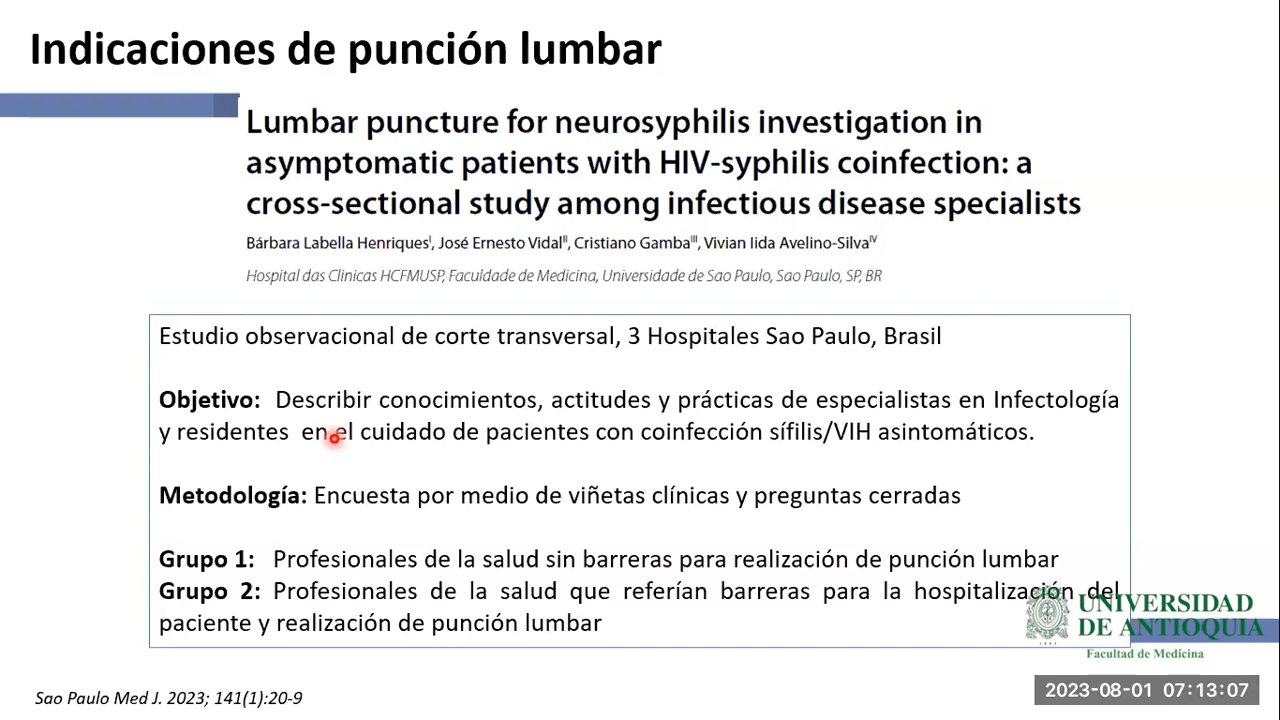 Indicaciones de punción lumbar
Lumbar puncture for neurosyphilis investigation in
asymptomatic patients with HIV-syphilis coinfection: a
cross-sectional study among infectious disease specialists
Bárbara Labella Henriquesᴵ, José Ernesto Vidalᴵᴵ, Cristiano Gambaᴵᴵᴵ, Vivian Iida Avelino-Silvaᴵⱽ
Hospital das Clinicas HCFMUSP, Faculdade de Medicina, Universidade de Sao Paulo, Sao Paulo, SP, BR
Estudio observacional de corte transversal, 3 Hospitales Sao Paulo, Brasil
Objetivo: Describir conocimientos, actitudes y prácticas de especialistas en Infectología
y residentes en el cuidado de pacientes con coinfección sífilis/VIH asintomáticos.
Metodología: Encuesta por medio de viñetas clínicas y preguntas cerradas
Grupo 1: Profesionales de la salud sin barreras para realización de punción lumbar
Grupo 2: Profesionales de la salud que referían barreras para la hospitalización del
paciente y realización de punción lumbar
UNIVERSIDAD
DE ANTIOQUIA
Facultad de Medicina
Sao Paulo Med J. 2023; 141(1):20-9
2023-08-01 07:13:07